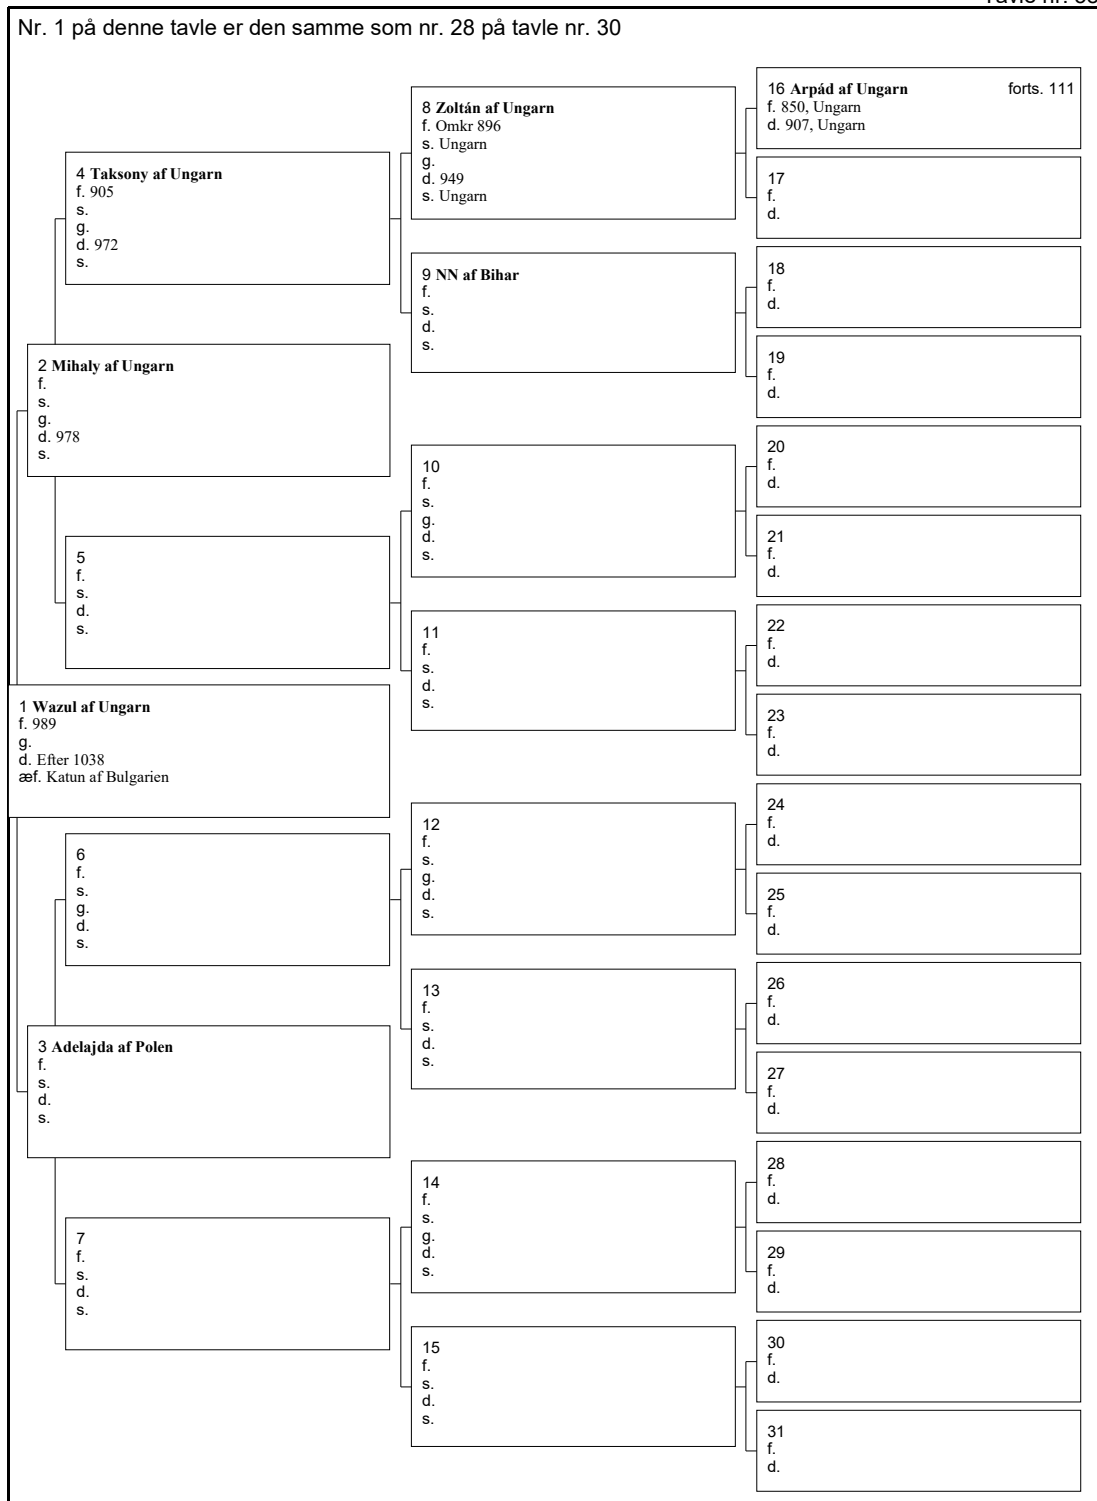 Nr. 1 på denne tavle er den samme som nr. 28 på tavle nr. 30
16 Arpád af Ungarn forts. 111
f. 850, Ungarn
d. 907, Ungarn
8 Zoltán af Ungarn
f. Omkr 896
s. Ungarn
g.
d. 949
s. Ungarn
17
f.
d.
4 Taksony af Ungarn
f. 905
s.
g.
d. 972
s.
18
f.
d.
9 NN af Bihar
f.
s.
d.
s.
19
f.
d.
2 Mihaly af Ungarn
f.
s.
g.
d. 978
s.
20
f.
d.
10
f.
s.
g.
d.
s.
21
f.
d.
5
f.
s.
d.
s.
22
f.
d.
11
f.
s.
d.
s.
23
f.
d.
1 Wazul af Ungarn
f. 989
g.
d. Efter 1038
æf. Katun af Bulgarien
24
f.
d.
12
f.
s.
g.
d.
s.
25
f.
d.
6
f.
s.
g.
d.
s.
26
f.
d.
13
f.
s.
d.
s.
27
f.
d.
3 Adelajda af Polen
f.
s.
d.
s.
28
f.
d.
14
f.
s.
g.
d.
s.
29
f.
d.
7
f.
s.
d.
s.
30
f.
d.
15
f.
s.
d.
s.
31
f.
d.